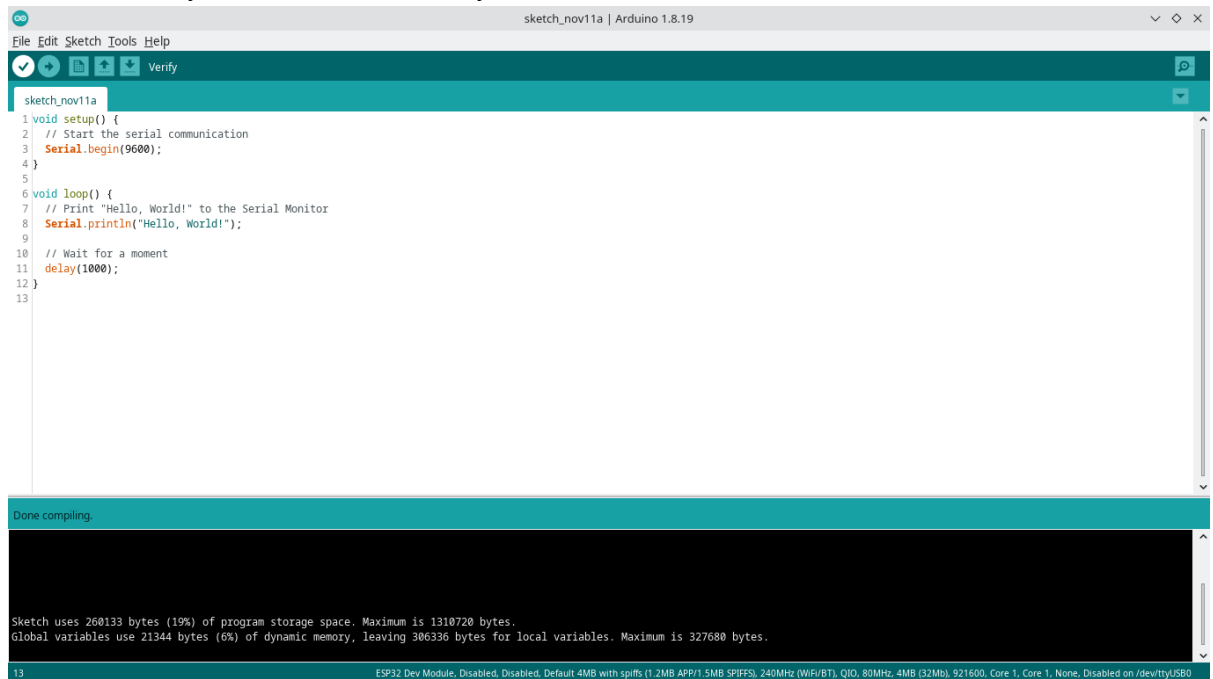 sketch_nov11a | Arduino 1.8.19
File Edit Sketch Tools Help
Verify
sketch_nov11a
1 void setup() {
2   // Start the serial communication
3   Serial.begin(9600);
4 }
5
6 void loop() {
7   // Print "Hello, World!" to the Serial Monitor
8   Serial.println("Hello, World!");
9
10   // Wait for a moment
11   delay(1000);
12 }
13
Done compiling.
Sketch uses 260133 bytes (19%) of program storage space. Maximum is 1310720 bytes.
Global variables use 21344 bytes (6%) of dynamic memory, leaving 306336 bytes for local variables. Maximum is 327680 bytes.
13 ESP32 Dev Module, Disabled, Disabled, Default 4MB with spiffs (1.2MB APP/1.5MB SPIFFS), 240MHz (WiFi/BT), QIO, 80MHz, 4MB (32Mb), 921600, Core 1, Core 1, None, Disabled on /dev/ttyUSB0